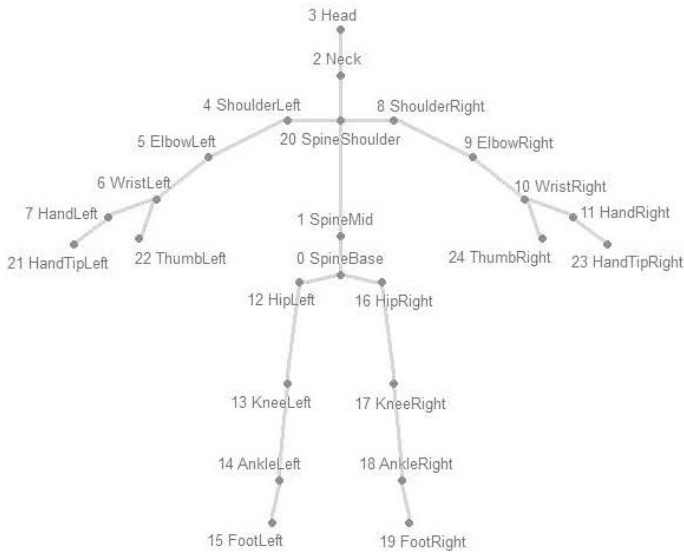 3 Head
2 Neck
4 ShoulderLeft
8 ShoulderRight
20 SpineShoulder
5 ElbowLeft
9 ElbowRight
6 WristLeft
10 WristRight
7 HandLeft
11 HandRight
1 SpineMid
22 ThumbLeft
0 SpineBase
24 ThumbRight
21 HandTipLeft
23 HandTipRight
12 HipLeft
16 HipRight
13 KneeLeft
17 KneeRight
14 AnkleLeft
18 AnkleRight
15 FootLeft
19 FootRight